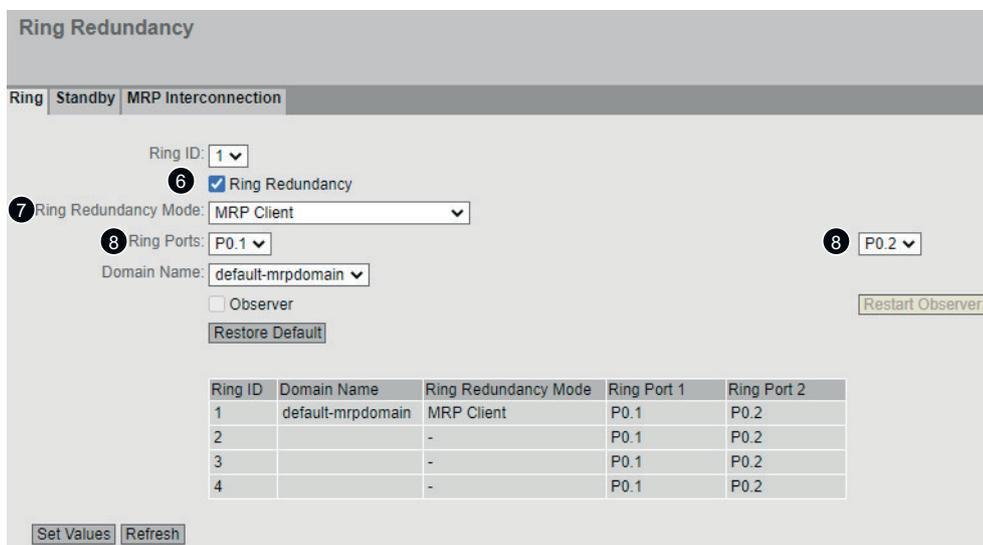 Ring Redundancy
Ring Standby MRP Interconnection
Ring ID: 1
6 Ring Redundancy
7 Ring Redundancy Mode: MRP Client
8 Ring Ports: P0.1 8 P0.2
Domain Name: default-mrpdomain
Observer Restart Observer
Restore Default
Ring ID Domain Name Ring Redundancy Mode Ring Port 1 Ring Port 2
1 default-mrpdomain MRP Client P0.1 P0.2
2 - P0.1 P0.2
3 - P0.1 P0.2
4 - P0.1 P0.2
Set Values Refresh